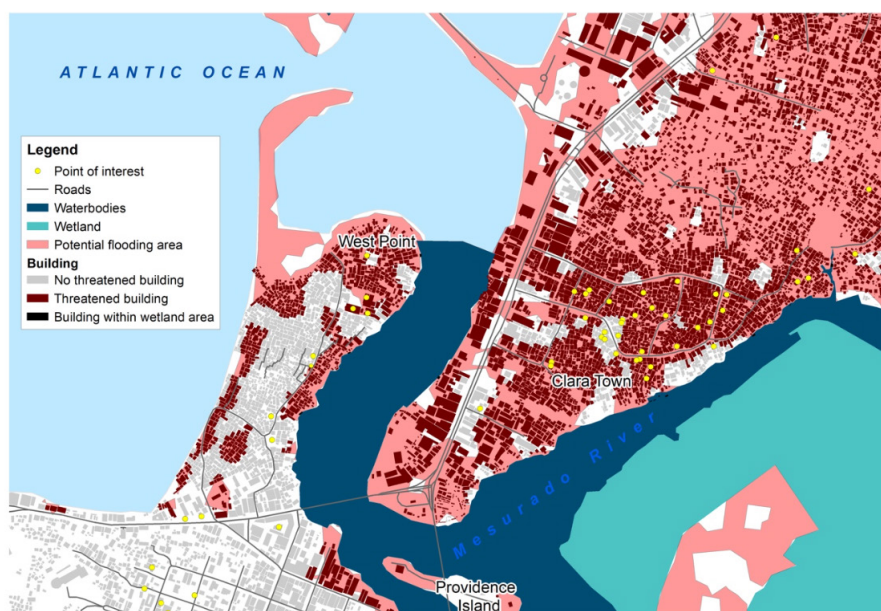 ATLANTIC OCEAN
Legend
Point of interest
Roads
Waterbodies
Wetland
Potential flooding area
Building
No threatened building
Threatened building
Building within wetland area
West Point
Clara Town
Mesurado River
Providence
Island